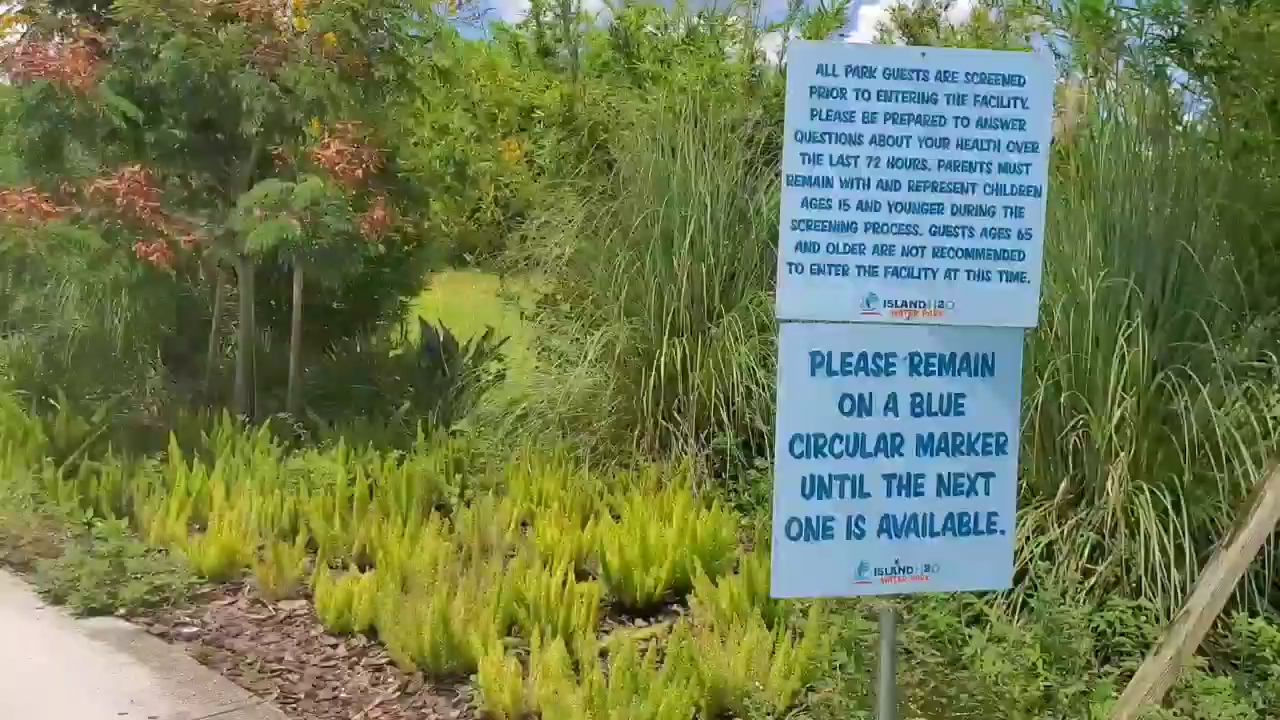 ALL PARK GUESTS ARE SCREENED
PRIOR TO ENTERING THE FACILITY.
PLEASE BE PREPARED TO ANSWER
QUESTIONS ABOUT YOUR HEALTH OVER
THE LAST 72 HOURS. PARENTS MUST
REMAIN WITH AND REPRESENT CHILDREN
AGES 15 AND YOUNGER DURING THE
SCREENING PROCESS. GUESTS AGES 65
AND OLDER ARE NOT RECOMMENDED
TO ENTER THE FACILITY AT THIS TIME.
ISLAND H2O
WATER PARK
PLEASE REMAIN
ON A BLUE
CIRCULAR MARKER
UNTIL THE NEXT
ONE IS AVAILABLE.
ISLAND H2O
WATER PARK